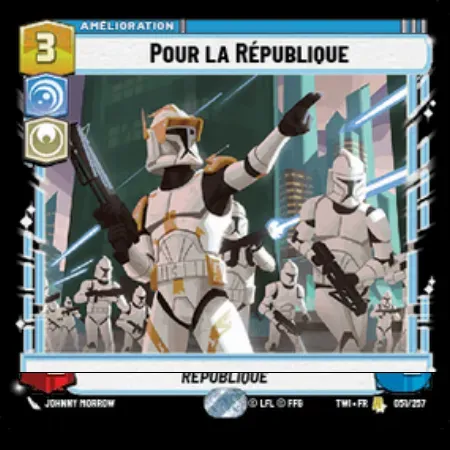 AMÉLIORATION
3
POUR LA RÉPUBLIQUE
RÉPUBLIQUE
JOHNNY MORROW
© LFL © FFG
TWI • FR
051/257